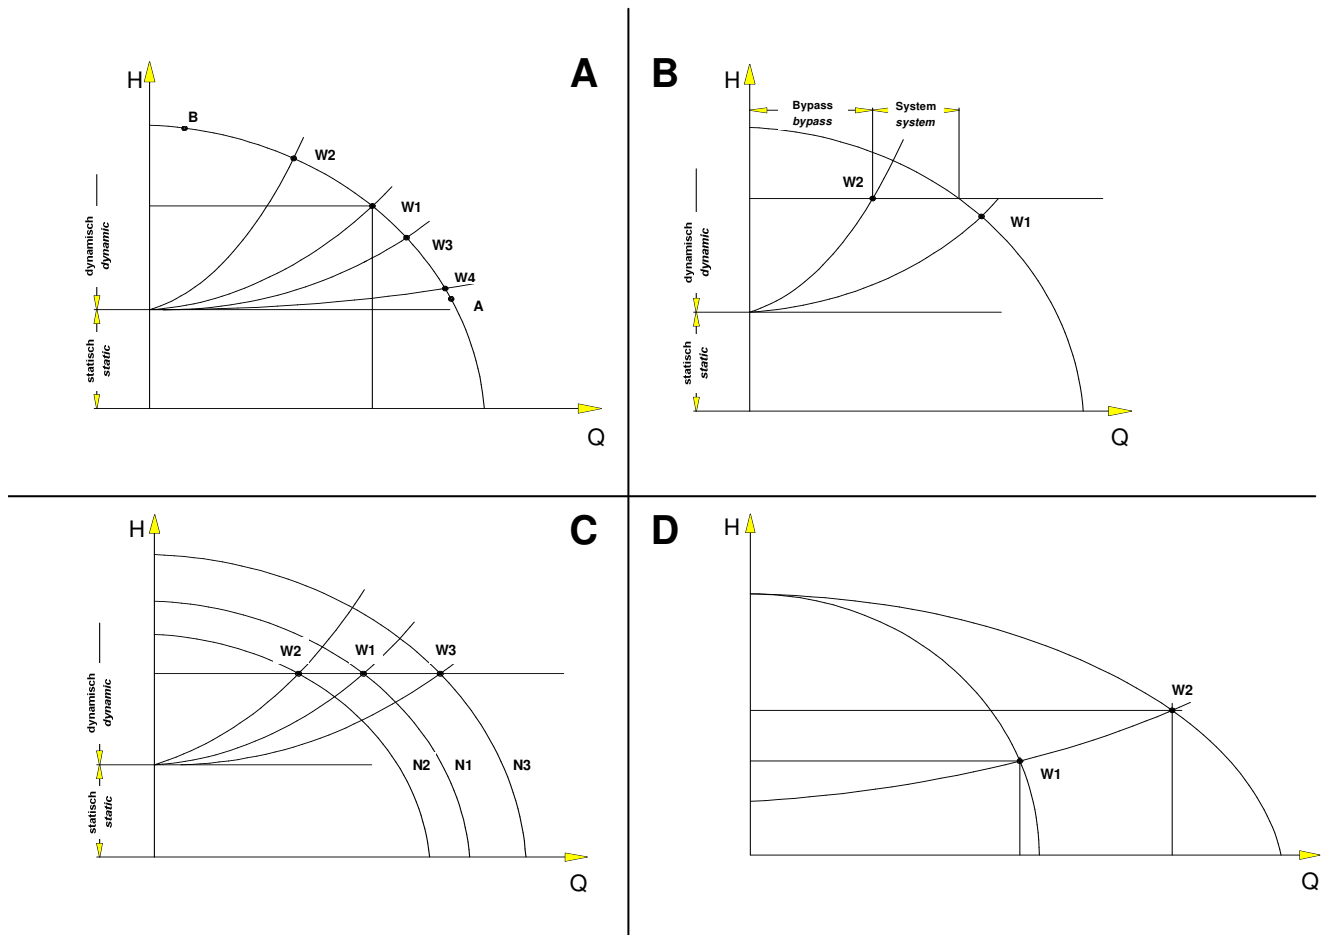 A
H
B
W2
W1
W3
W4
A
dynamisch
dynamic
statisch
static
Q
B
H
Bypass
bypass
System
system
W2
W1
dynamisch
dynamic
statisch
static
Q
C
H
W2
W1
W3
N2
N1
N3
dynamisch
dynamic
statisch
static
Q
D
H
W2
W1
Q